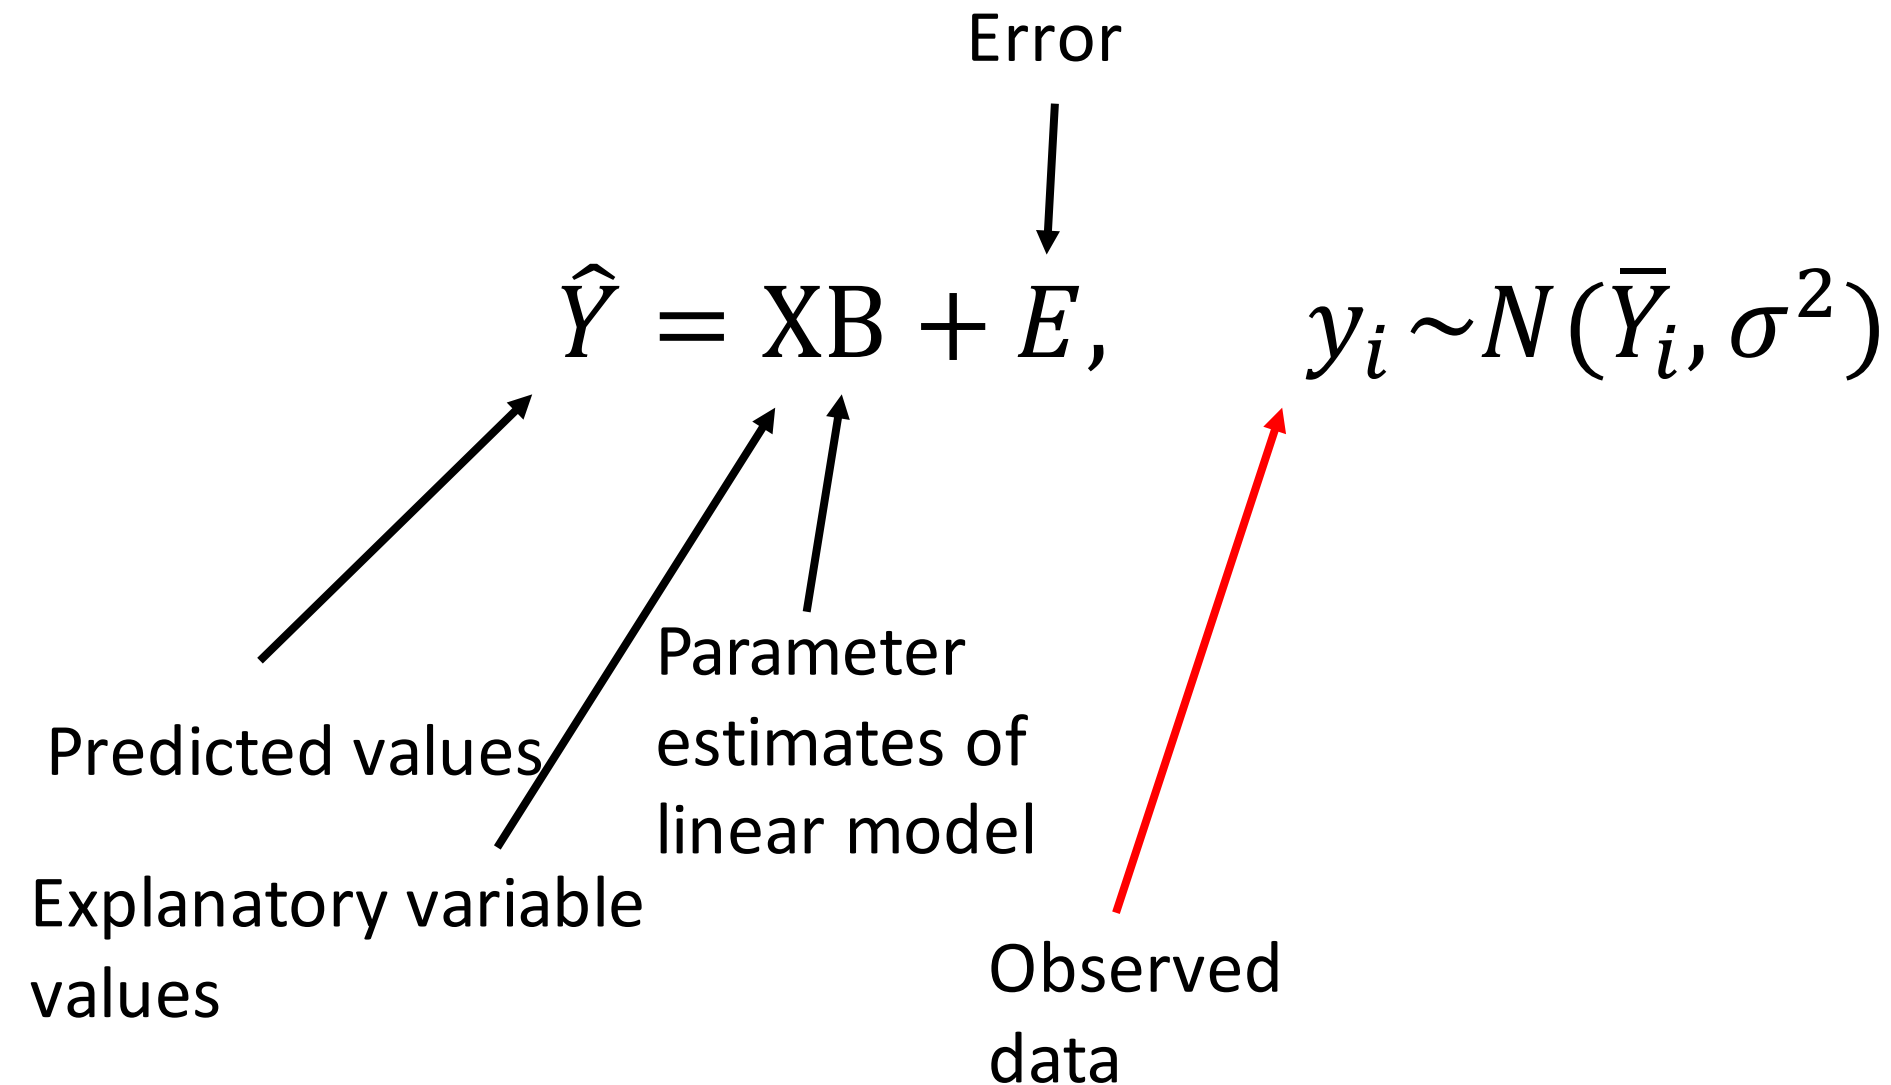 Error
Ŷ = XB + E, yᵢ~N(Ȳᵢ, σ²)
Parameter
estimates of
linear model
Predicted values
Explanatory variable
values
Observed
data